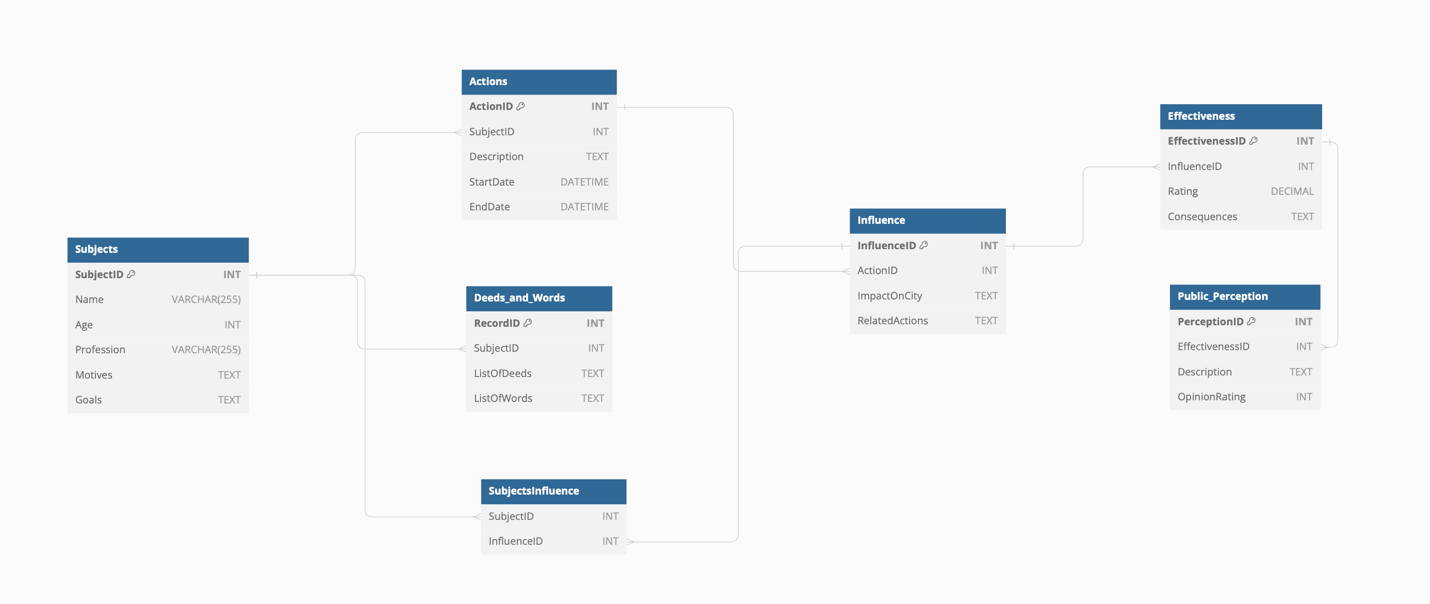 Actions
ActionID INT
SubjectID INT
Description TEXT
StartDate DATETIME
EndDate DATETIME
Subjects
SubjectID INT
Name VARCHAR(255)
Age INT
Profession VARCHAR(255)
Motives TEXT
Goals TEXT
Deeds_and_Words
RecordID INT
SubjectID INT
ListOfDeeds TEXT
ListOfWords TEXT
SubjectsInfluence
SubjectID INT
InfluenceID INT
Influence
InfluenceID INT
ActionID INT
ImpactOnCity TEXT
RelatedActions TEXT
Effectiveness
EffectivenessID INT
InfluenceID INT
Rating DECIMAL
Consequences TEXT
Public_Perception
PerceptionID INT
EffectivenessID INT
Description TEXT
OpinionRating INT